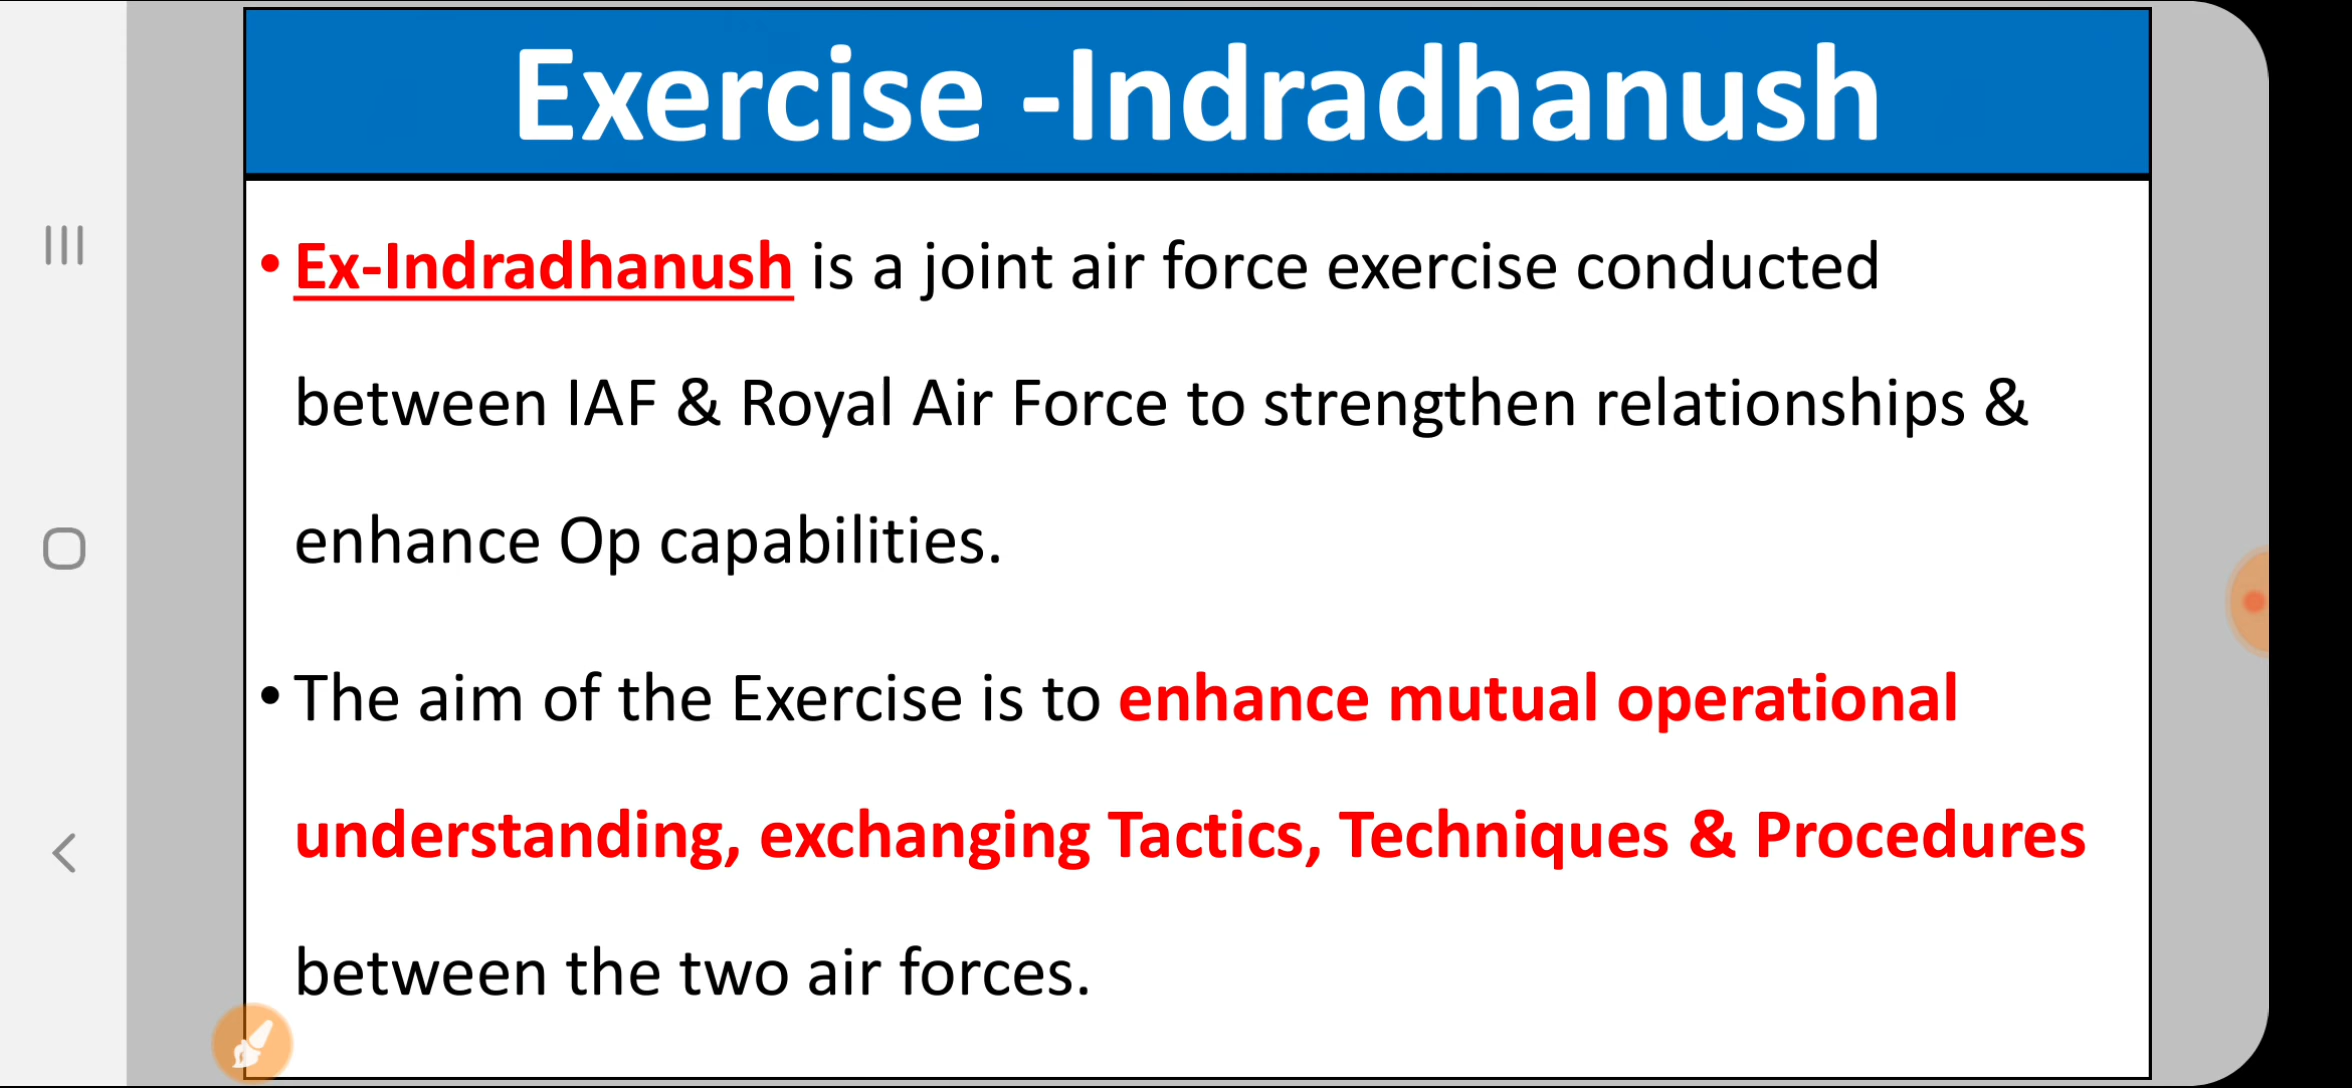 Exercise -Indradhanush
• Ex-Indradhanush is a joint air force exercise conducted
between IAF & Royal Air Force to strengthen relationships &
enhance Op capabilities.
• The aim of the Exercise is to enhance mutual operational
understanding, exchanging Tactics, Techniques & Procedures
between the two air forces.